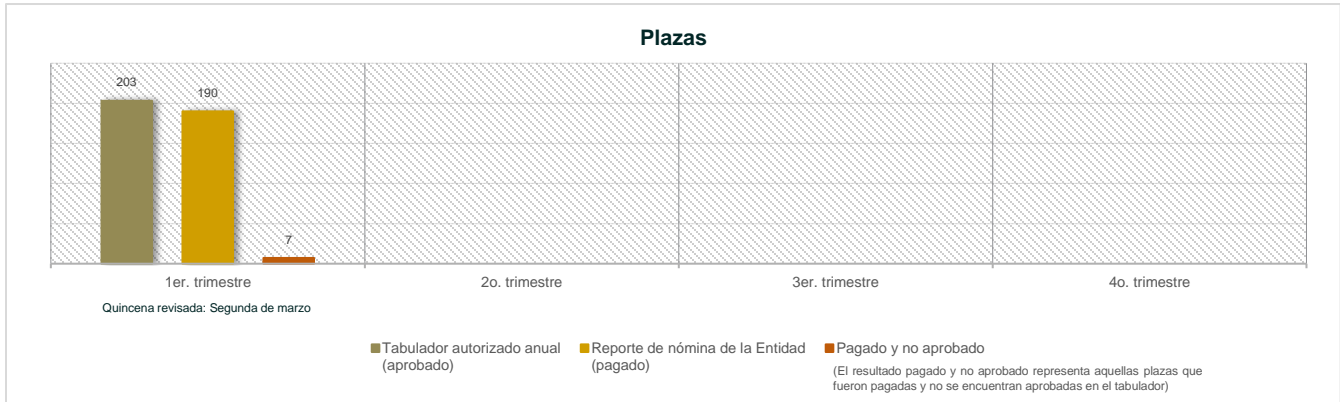 Plazas
203
190
7
1er. trimestre
2o. trimestre
3er. trimestre
4o. trimestre
Quincena revisada: Segunda de marzo
Tabulador autorizado anual
(aprobado)
Reporte de nómina de la Entidad
(pagado)
Pagado y no aprobado
(El resultado pagado y no aprobado representa aquellas plazas que
fueron pagadas y no se encuentran aprobadas en el tabulador)